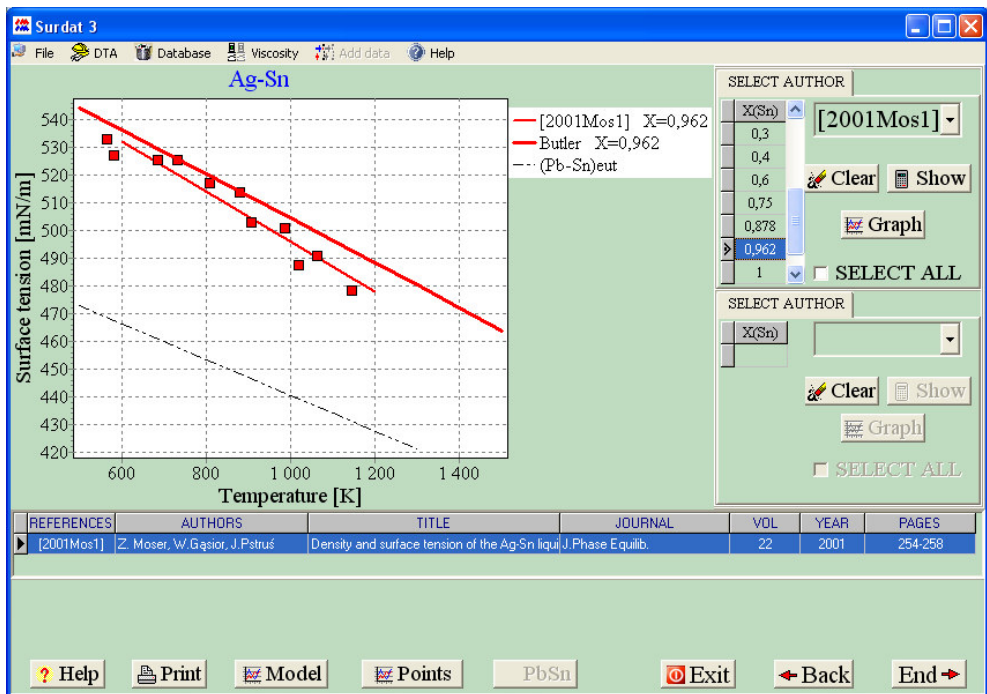 Surdat 3
File DTA Database Viscosity Add data Help
Ag-Sn
540
530
520
510
500
490
480
470
460
450
440
430
420
Surface tension [mN/m]
600 800 1 000 1 200 1 400
Temperature [K]
[2001Mos1] X=0,962
Butler X=0,962
(Pb-Sn)eut
SELECT AUTHOR
X(Sn)
0,3
0,4
0,6
0,75
0,878
0,962
1
[2001Mos1]
Clear Show
Graph
SELECT ALL
SELECT AUTHOR
X(Sn)
Clear Show
Graph
SELECT ALL
REFERENCES AUTHORS TITLE JOURNAL VOL YEAR PAGES
[2001Mos1] Z. Moser, W.Gąsior, J.Pstruś Density and surface tension of the Ag-Sn liqui J.Phase Equilib. 22 2001 254-258
? Help Print Model Points PbSn Exit Back End